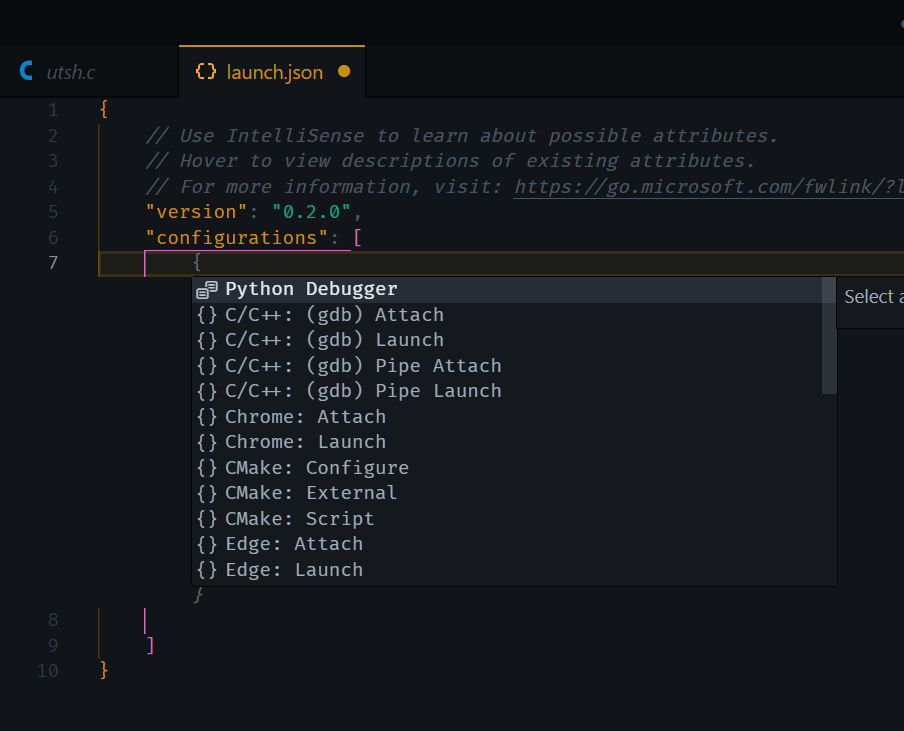 utsh.c
launch.json
1 {
2 // Use IntelliSense to learn about possible attributes.
3 // Hover to view descriptions of existing attributes.
4 // For more information, visit: https://go.microsoft.com/fwlink/?l
5 "version": "0.2.0",
6 "configurations": [
7 {
Python Debugger
Select a
{} C/C++: (gdb) Attach
{} C/C++: (gdb) Launch
{} C/C++: (gdb) Pipe Attach
{} C/C++: (gdb) Pipe Launch
{} Chrome: Attach
{} Chrome: Launch
{} CMake: Configure
{} CMake: External
{} CMake: Script
{} Edge: Attach
{} Edge: Launch
}
8
9 ]
10 }